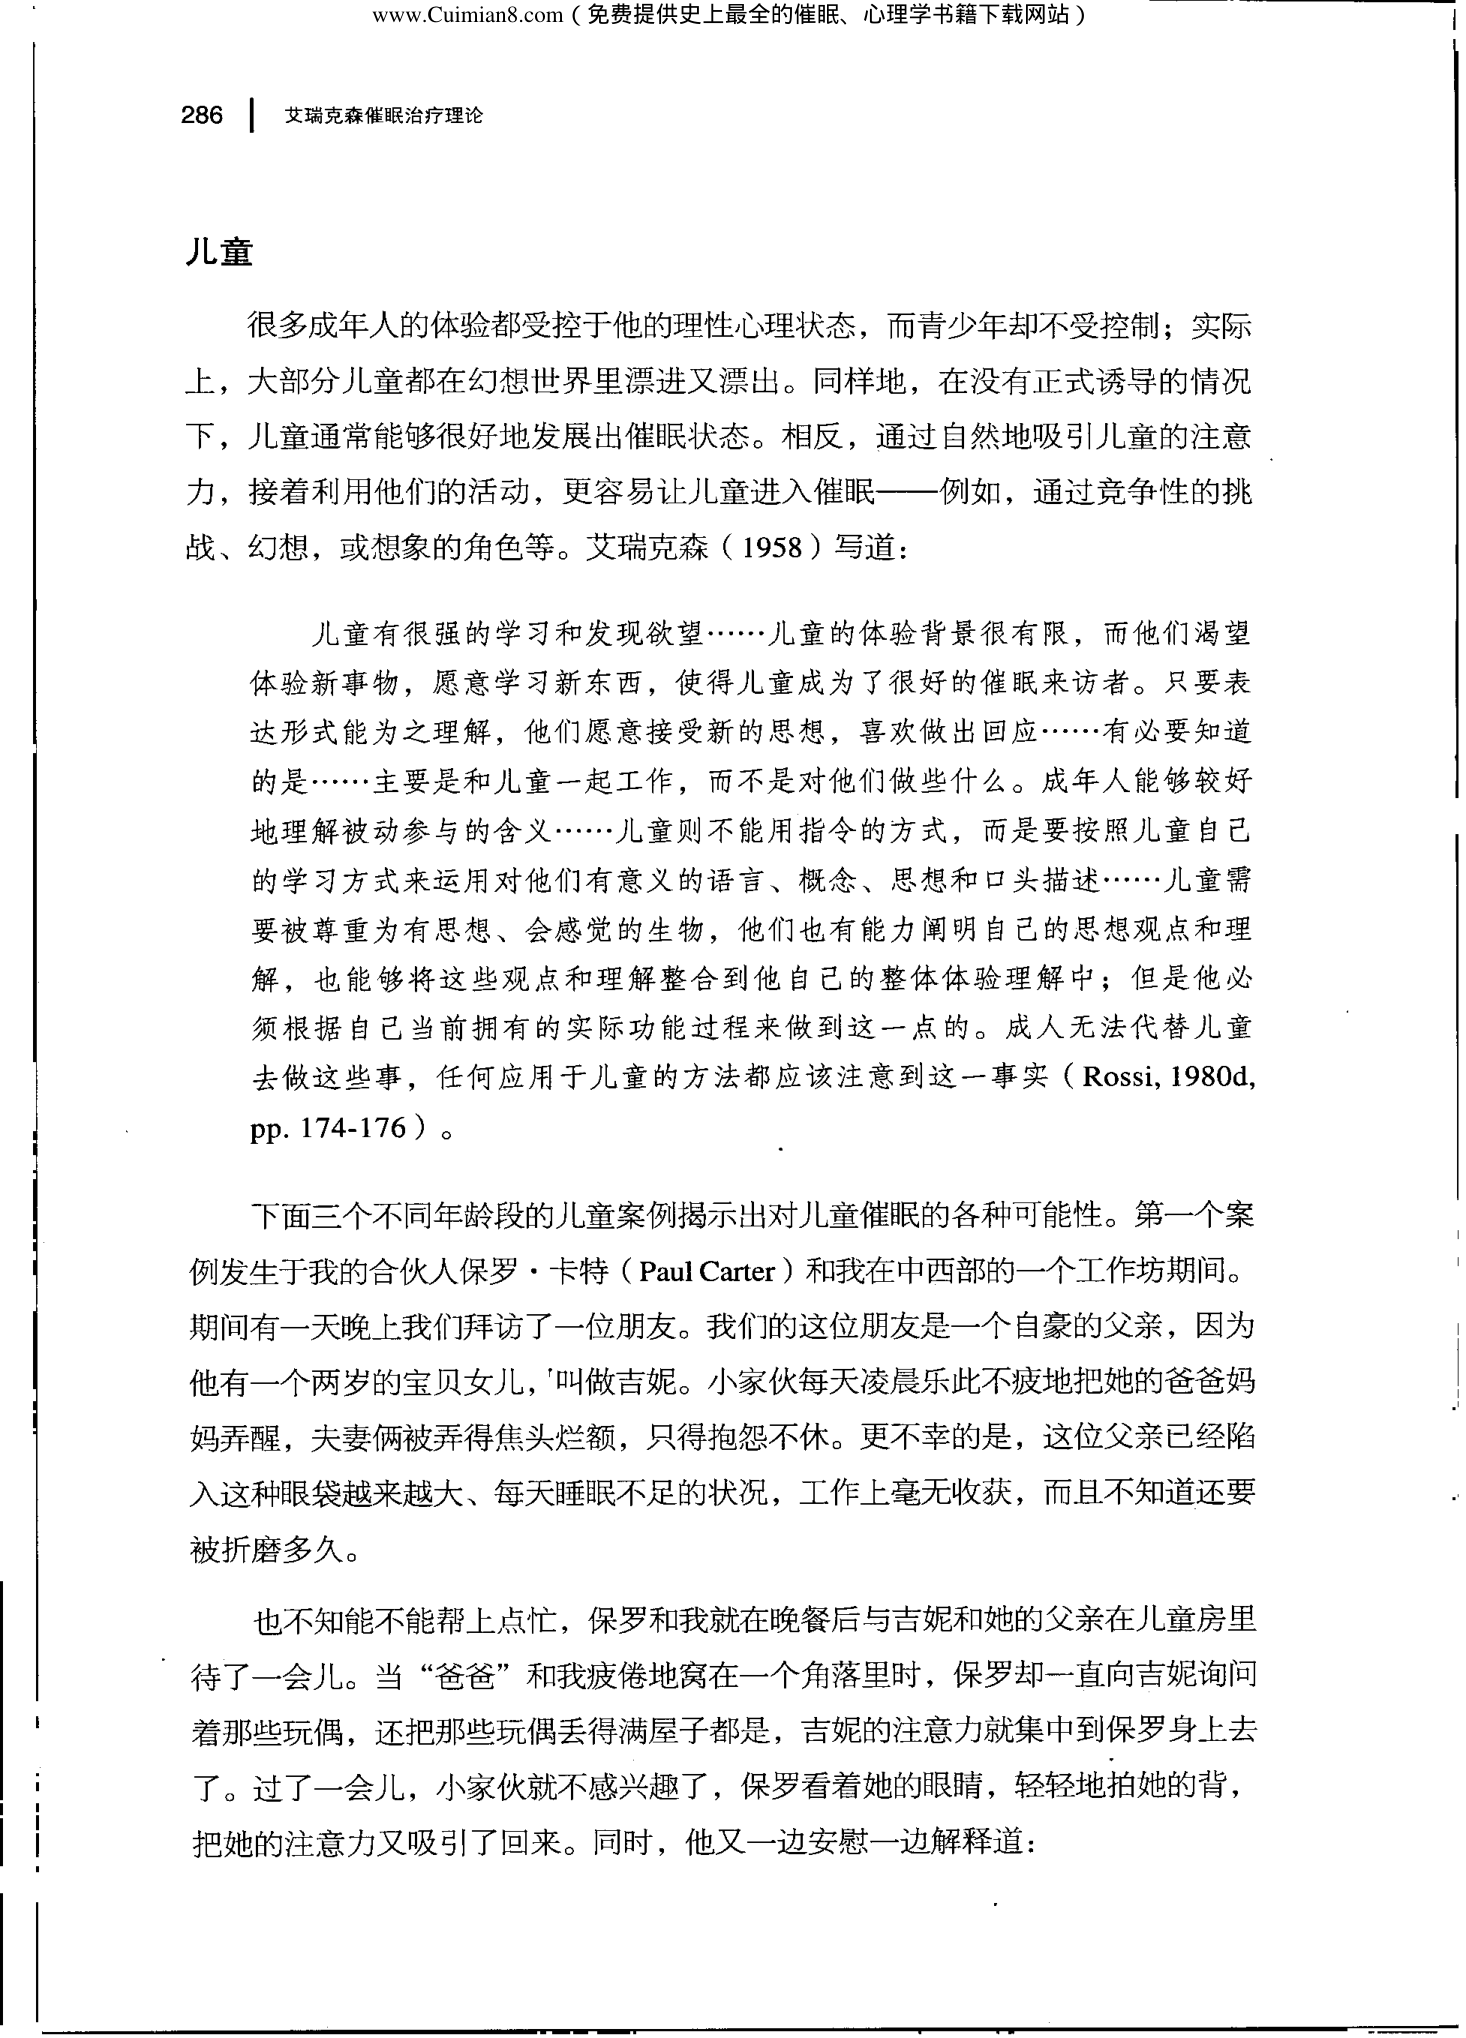 www.Cuimian8.com（免费提供史上最全的催眠、心理学书籍下载网站）
286 | 艾瑞克森催眠治疗理论
儿童
很多成年人的体验都受控于他的理性心理状态，而青少年却不受控制；实际
上，大部分儿童都在幻想世界里漂进又漂出。同样地，在没有正式诱导的情况
下，儿童通常能够很好地发展出催眠状态。相反，通过自然地吸引儿童的注意
力，接着利用他们的活动，更容易让儿童进入催眠——例如，通过竞争性的挑
战、幻想，或想象的角色等。艾瑞克森（1958）写道：
儿童有很强的学习和发现欲望……儿童的体验背景很有限，而他们渴望
体验新事物，愿意学习新东西，使得儿童成为了很好的催眠来访者。只要表
达形式能为之理解，他们愿意接受新的思想，喜欢做出回应……有必要知道
的是……主要是和儿童一起工作，而不是对他们做些什么。成年人能够较好
地理解被动参与的含义……儿童则不能用指令的方式，而是要按照儿童自己
的学习方式来运用对他们有意义的语言、概念、思想和口头描述……儿童需
要被尊重为有思想、会感觉的生物，他们也有能力阐明自己的思想观点和理
解，也能够将这些观点和理解整合到他自己的整体体验理解中；但是他必
须根据自己当前拥有的实际功能过程来做到这一点的。成人无法代替儿童
去做这些事，任何应用于儿童的方法都应该注意到这一事实（Rossi, 1980d,
pp. 174-176）。
下面三个不同年龄段的儿童案例揭示出对儿童催眠的各种可能性。第一个案
例发生于我的合伙人保罗·卡特（Paul Carter）和我在中西部的一个工作坊期间。
期间有一天晚上我们拜访了一位朋友。我们的这位朋友是一个自豪的父亲，因为
他有一个两岁的宝贝女儿，叫做吉妮。小家伙每天凌晨乐此不疲地把她的爸爸妈
妈弄醒，夫妻俩被弄得焦头烂额，只得抱怨不休。更不幸的是，这位父亲已经陷
入这种眼袋越来越大、每天睡眠不足的状况，工作上毫无收获，而且不知道还要
被折磨多久。
也不知能不能帮上点忙，保罗和我就在晚餐后与吉妮和她的父亲在儿童房里
待了一会儿。当“爸爸”和我疲倦地窝在一个角落里时，保罗却一直向吉妮询问
着那些玩偶，还把那些玩偶丢得满屋子都是，吉妮的注意力就集中到保罗身上去
了。过了一会儿，小家伙就不感兴趣了，保罗看着她的眼睛，轻轻地拍她的背，
把她的注意力又吸引了回来。同时，他又一边安慰一边解释道：